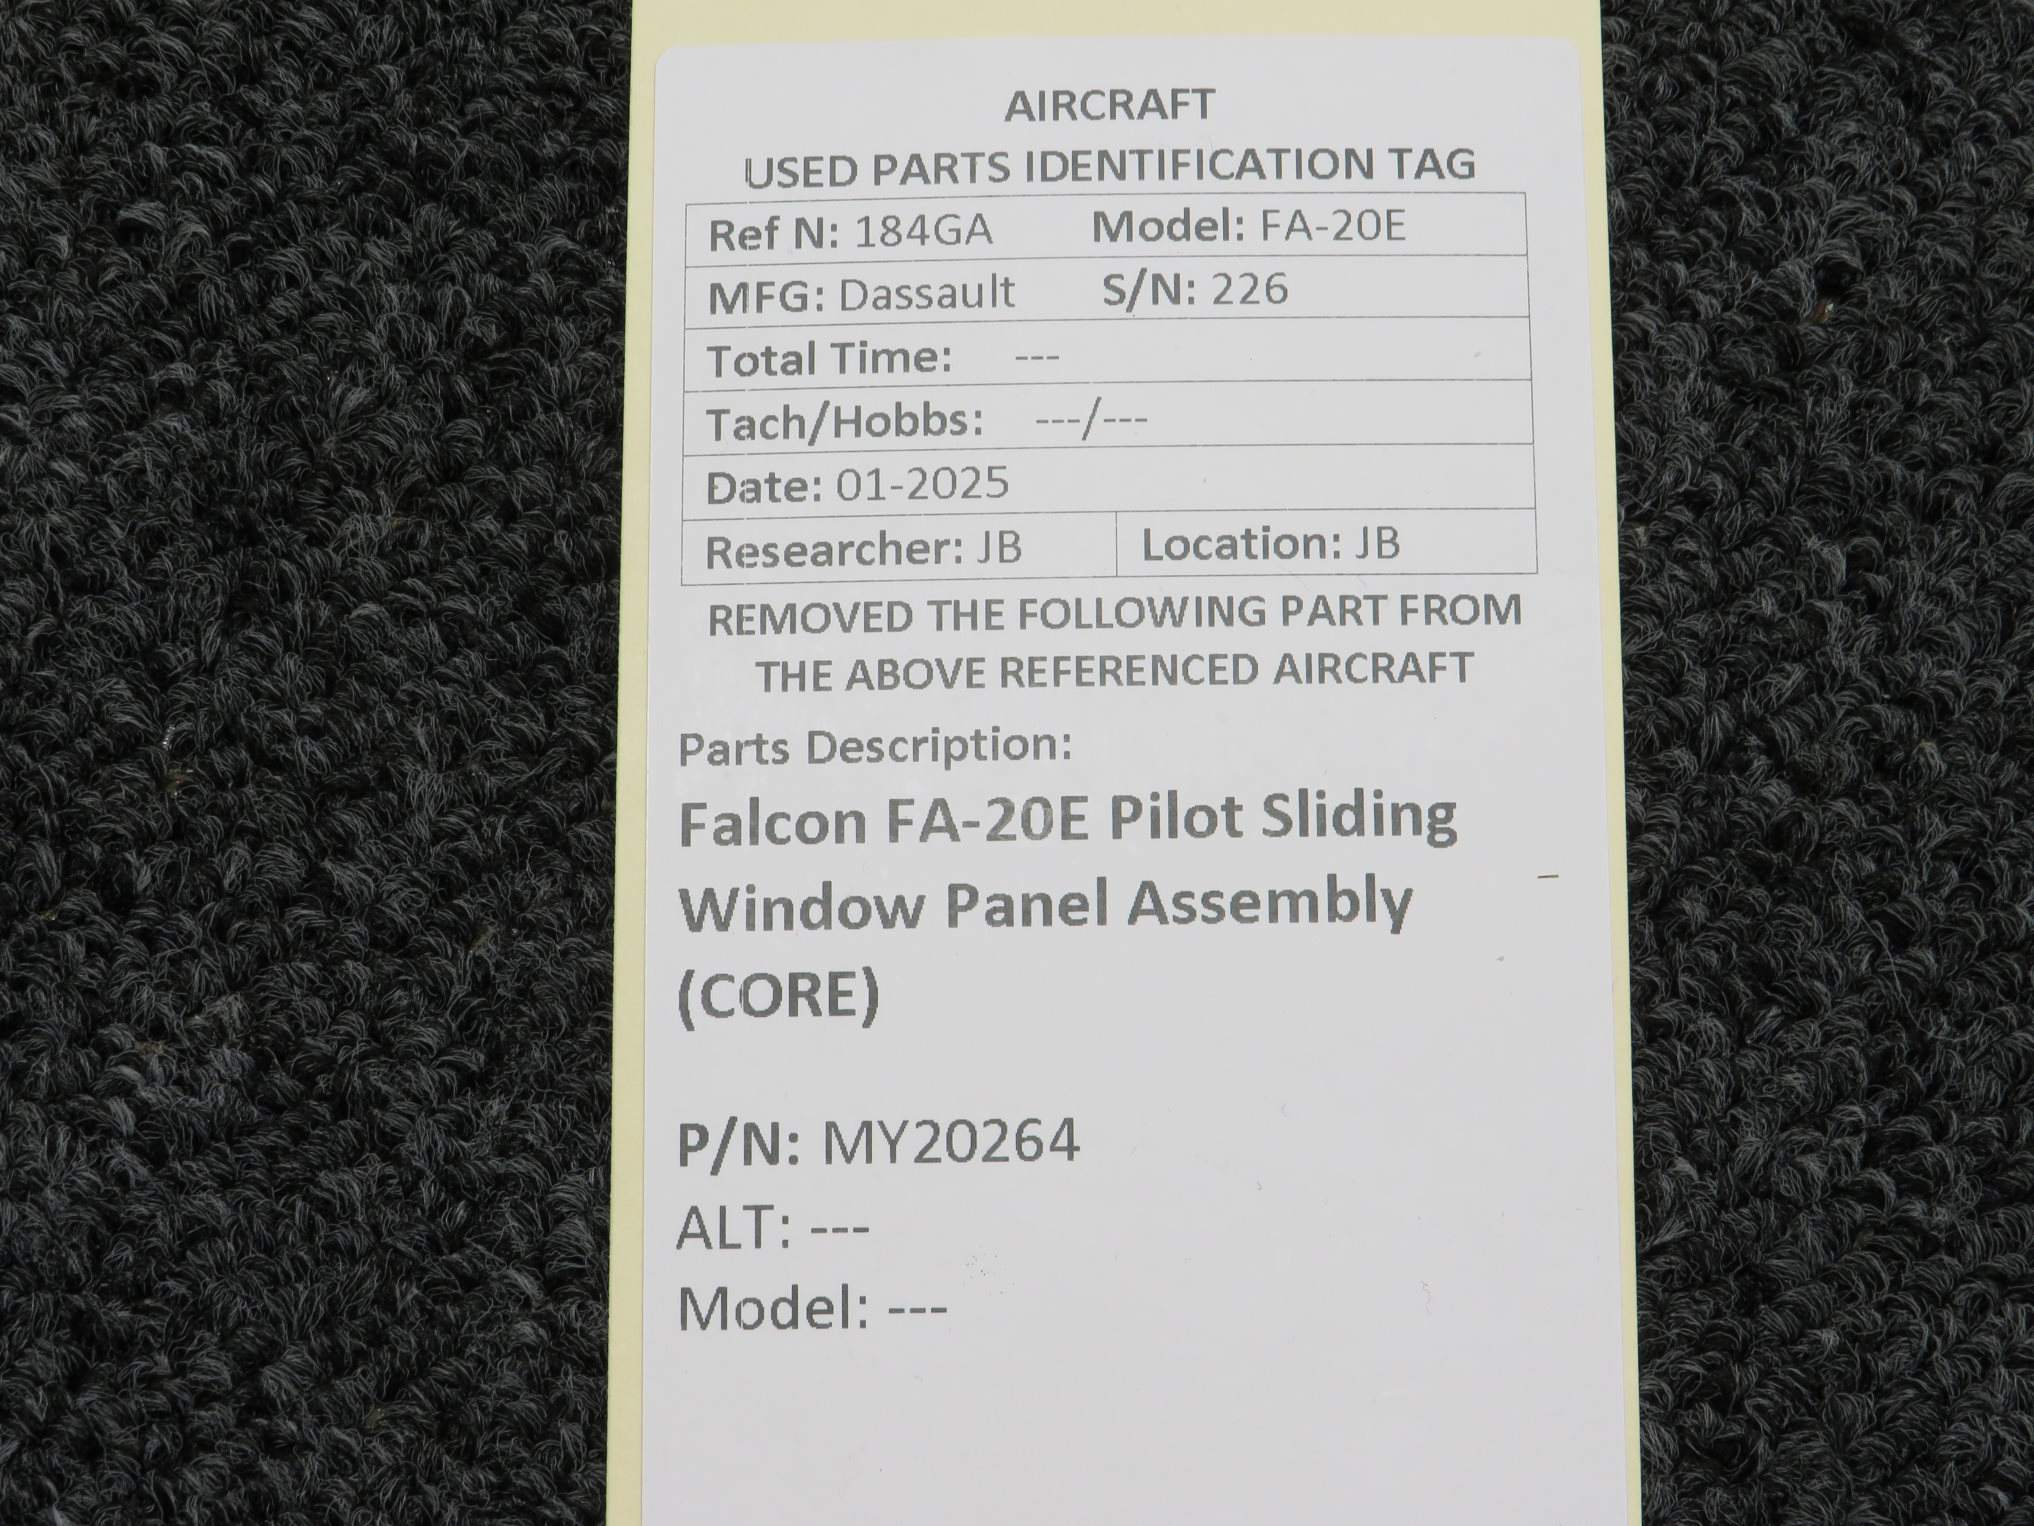 AIRCRAFT
USED PARTS IDENTIFICATION TAG
Ref N: 184GA Model: FA-20E
MFG: Dassault S/N: 226
Total Time: ---
Tach/Hobbs: ---/---
Date: 01-2025
Researcher: JB Location: JB
REMOVED THE FOLLOWING PART FROM
THE ABOVE REFERENCED AIRCRAFT
Parts Description:
Falcon FA-20E Pilot Sliding
Window Panel Assembly
(CORE)
P/N: MY20264
ALT: ---
Model: ---